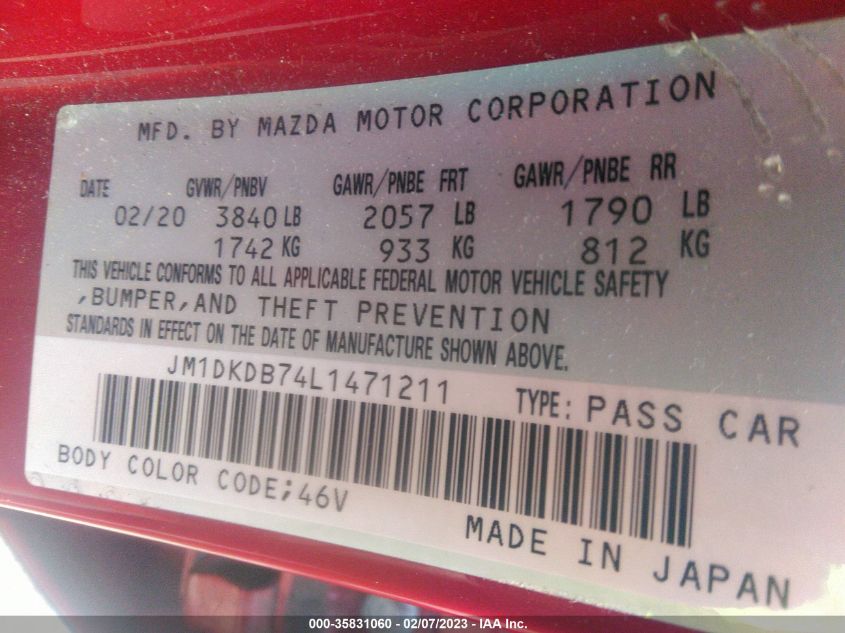 MFD. BY MAZDA MOTOR CORPORATION
DATE GVWR/PNBV GAWR/PNBE FRT GAWR/PNBE RR
02/20 3840 LB 2057 LB 1790 LB
1742 KG 933 KG 812 KG
THIS VEHICLE CONFORMS TO ALL APPLICABLE FEDERAL MOTOR VEHICLE SAFETY
,BUMPER,AND THEFT PREVENTION
STANDARDS IN EFFECT ON THE DATE OF MANUFACTURE SHOWN ABOVE.
JM1DKDB74L1471211 TYPE: PASS CAR
BODY COLOR CODE;46V
MADE IN JAPAN
000-35831060 - 02/07/2023 - IAA Inc.